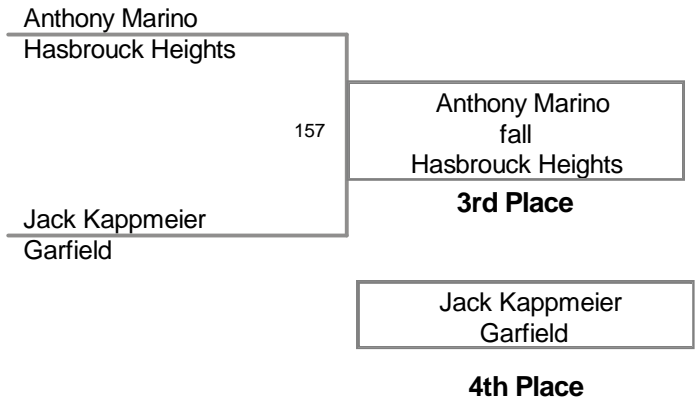 Anthony Marino
Hasbrouck Heights
157
Anthony Marino
fall
Hasbrouck Heights
3rd Place
Jack Kappmeier
Garfield
Jack Kappmeier
Garfield
4th Place